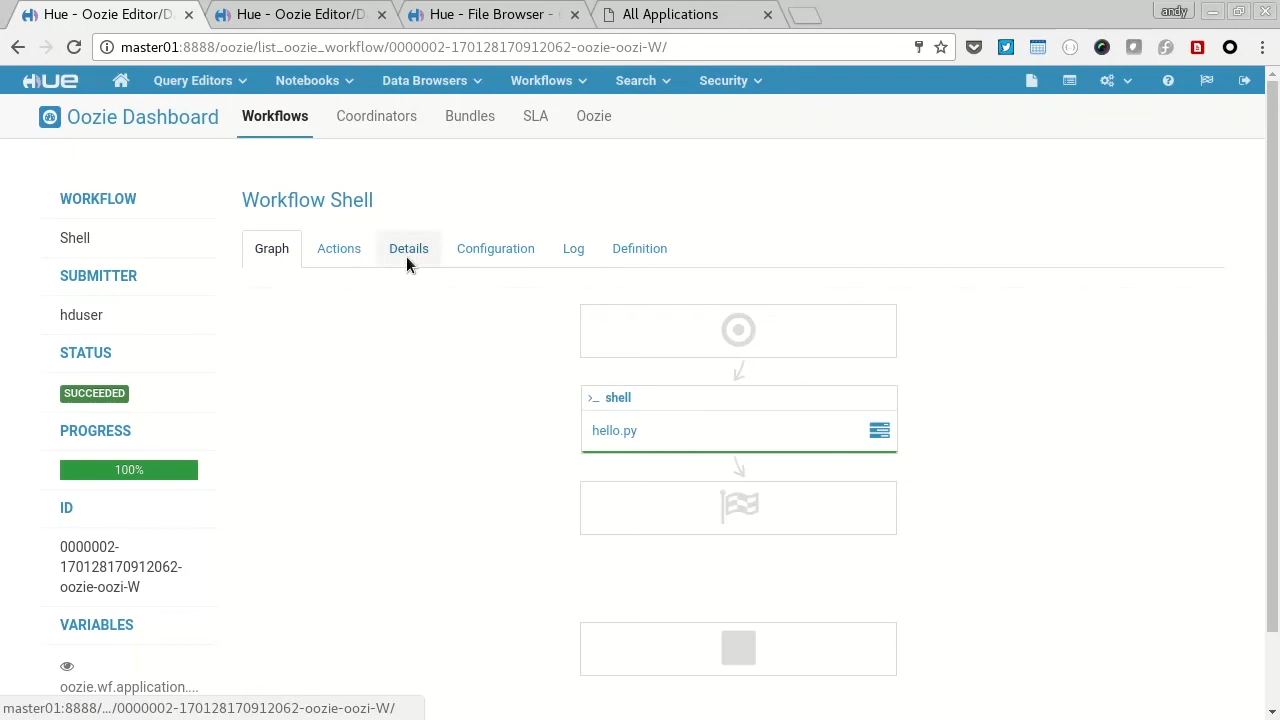 Hue - Oozie Editor/D
Hue - Oozie Editor/D
Hue - File Browser -
All Applications
andy
master01:8888/oozie/list_oozie_workflow/0000002-170128170912062-oozie-oozi-W/
HUE
Query Editors
Notebooks
Data Browsers
Workflows
Search
Security
Oozie Dashboard
Workflows
Coordinators
Bundles
SLA
Oozie
WORKFLOW
Shell
SUBMITTER
hduser
STATUS
SUCCEEDED
PROGRESS
100%
ID
0000002-
170128170912062-
oozie-oozi-W
VARIABLES
oozie.wf.application....
Workflow Shell
Graph
Actions
Details
Configuration
Log
Definition
>_ shell
hello.py
master01:8888/.../0000002-170128170912062-oozie-oozi-W/